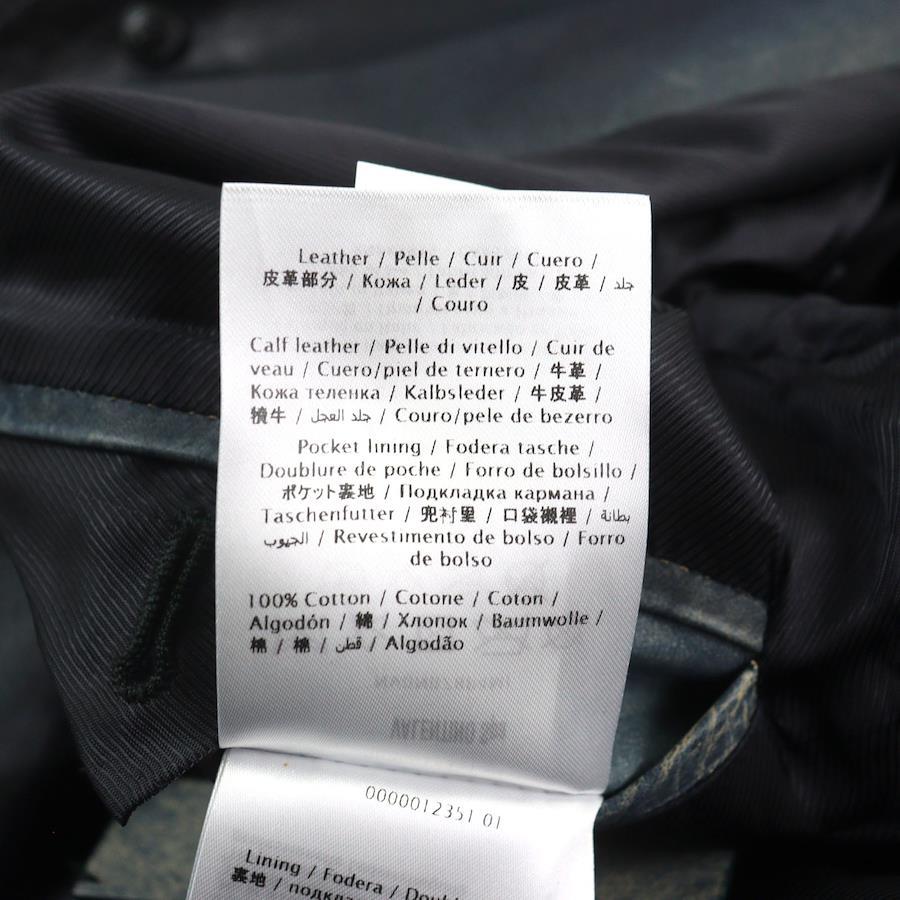 Leather / Pelle / Cuir / Cuero /
皮革部分 / Кожа / Leder / 皮 / 皮革 / جلد
/ Couro
Calf leather / Pelle di vitello / Cuir de
veau / Cuero/piel de ternero / 牛革 /
Кожа теленка / Kalbsleder / 牛皮革 /
犢牛 / جلد العجل / Couro/pele de bezerro
Pocket lining / Fodera tasche /
Doublure de poche / Forro de bolsillo /
ポケット裏地 / Подкладка кармана /
Taschenfutter / 兜衬里 / 口袋襯裡 / بطانة
الجيوب / Revestimento de bolso / Forro
de bolso
100% Cotton / Cotone / Coton /
Algodón / 綿 / Хлопок / Baumwolle /
棉 / 棉 / قطن / Algodão
0000012351 01
Lining / Fodera /
裏地 /